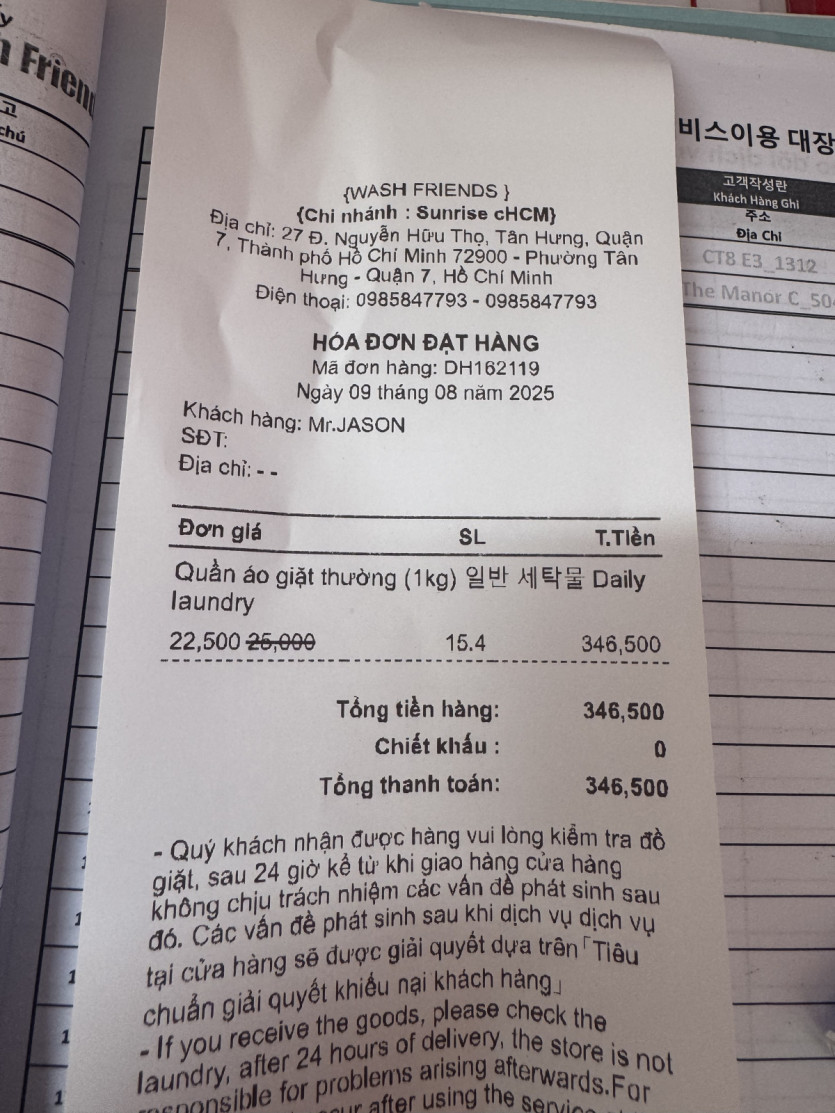 Frien
고
chú
비스이용 대장
고객작성란
Khách Hàng Ghi
주소
Địa Chỉ
CT8 E3_1312
The Manor C_50
{WASH FRIENDS }
{Chi nhánh : Sunrise cHCM}
Địa chỉ: 27 Đ. Nguyễn Hữu Thọ, Tân Hưng, Quận
7, Thành phố Hồ Chí Minh 72900 - Phường Tân
Hưng - Quận 7, Hồ Chí Minh
Điện thoại: 0985847793 - 0985847793
HÓA ĐƠN ĐẶT HÀNG
Mã đơn hàng: DH162119
Ngày 09 tháng 08 năm 2025
Khách hàng: Mr.JASON
SĐT:
Địa chỉ: - -
Đơn giá SL T.Tiền
Quần áo giặt thường (1kg) 일반 세탁물 Daily
laundry
22,500 25,000 15.4 346,500
Tổng tiền hàng: 346,500
Chiết khấu : 0
Tổng thanh toán: 346,500
- Quý khách nhận được hàng vui lòng kiểm tra đồ
giặt, sau 24 giờ kể từ khi giao hàng cửa hàng
không chịu trách nhiệm các vấn đề phát sinh sau
đó. Các vấn đề phát sinh sau khi dịch vụ dịch vụ
tại cửa hàng sẽ được giải quyết dựa trên「Tiêu
chuẩn giải quyết khiếu nại khách hàng」
- If you receive the goods, please check the
laundry, after 24 hours of delivery, the store is not
responsible for problems arising afterwards.For
after using the service